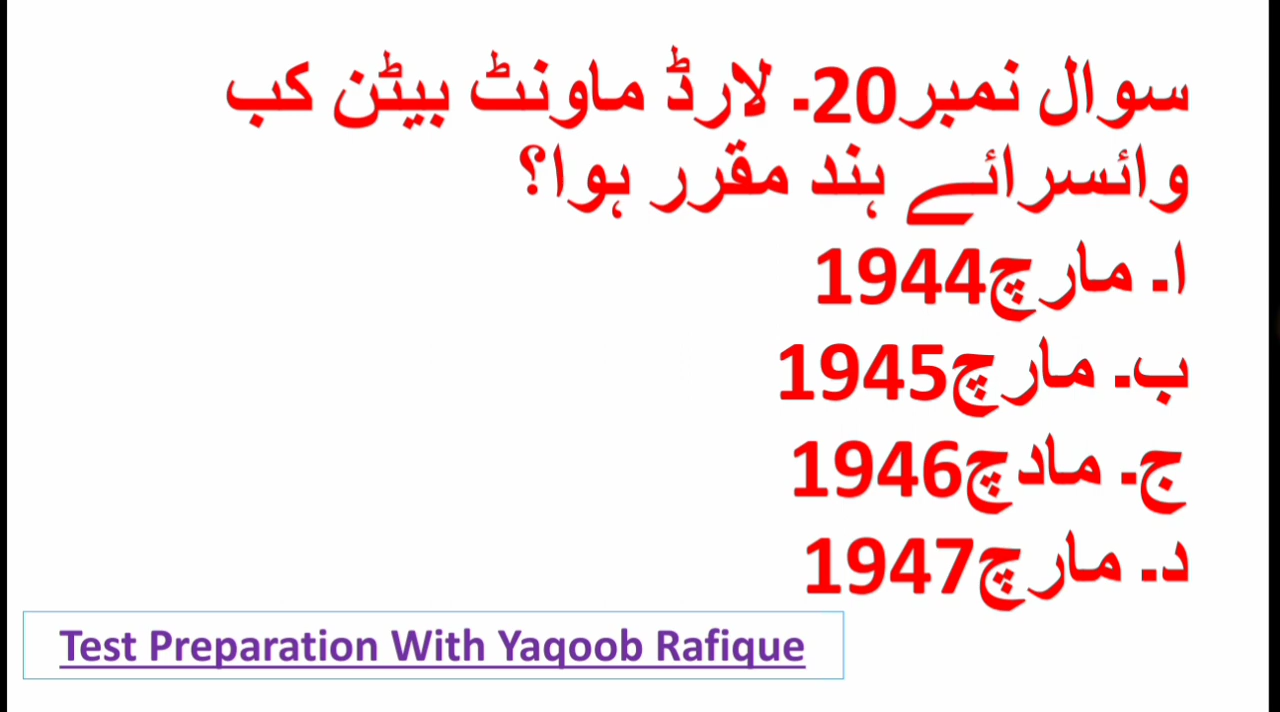 سوال نمبر20۔ لارڈ ماونٹ بیٹن کب
وائسرائے ہند مقرر ہوا؟
ا۔ مارچ1944
ب۔ مارچ1945
ج۔ مادچ1946
د۔ مارچ1947
Test Preparation With Yaqoob Rafique